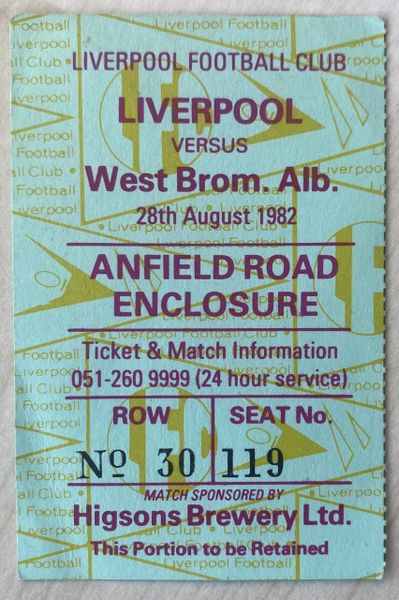 LIVERPOOL FOOTBALL CLUB
LIVERPOOL
VERSUS
West Brom. Alb.
28th August 1982
ANFIELD ROAD
ENCLOSURE
Ticket & Match Information
051-260 9999 (24 hour service)
ROW SEAT No.
No 30 119
MATCH SPONSORED BY
Higsons Brewery Ltd.
This Portion to be Retained